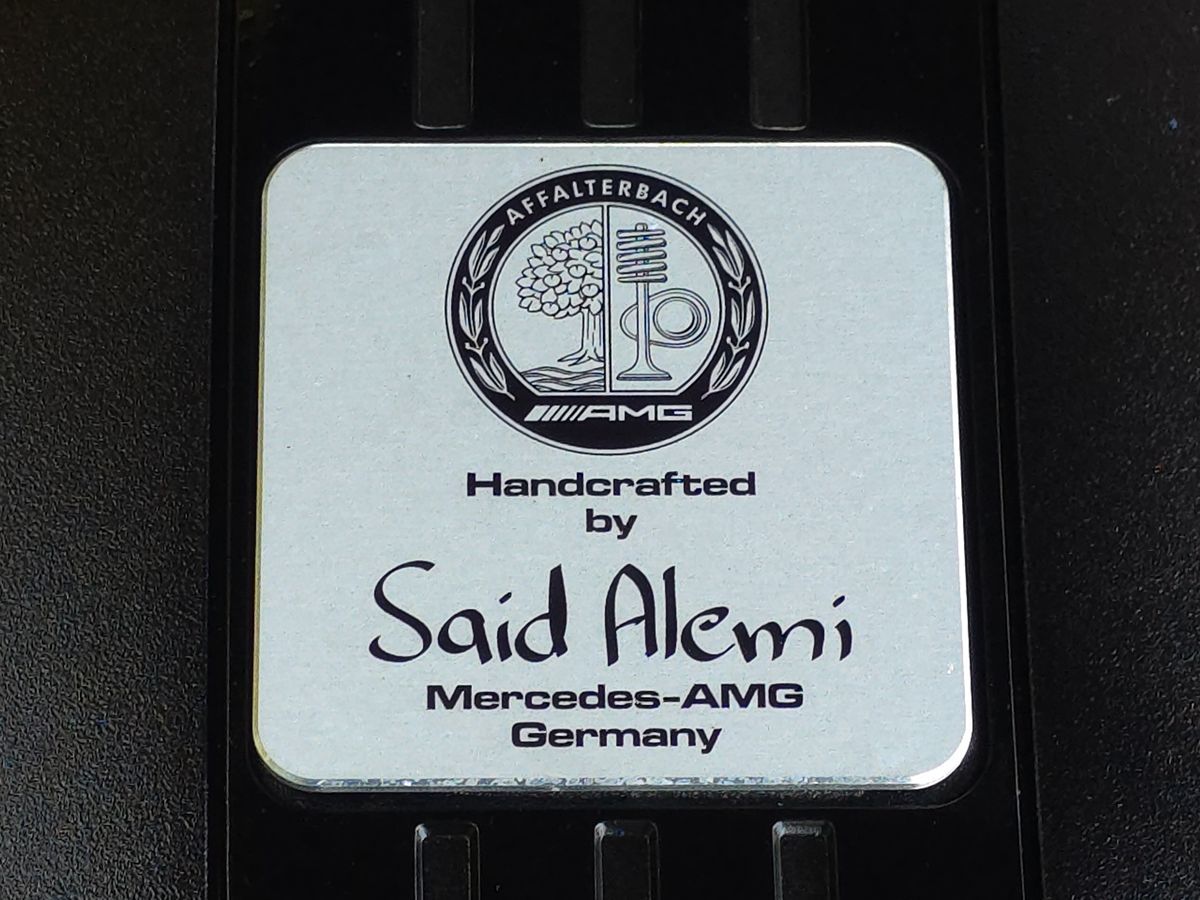 AFFALTERBACH
AMG
Handcrafted
by
Said Alemi
Mercedes-AMG
Germany